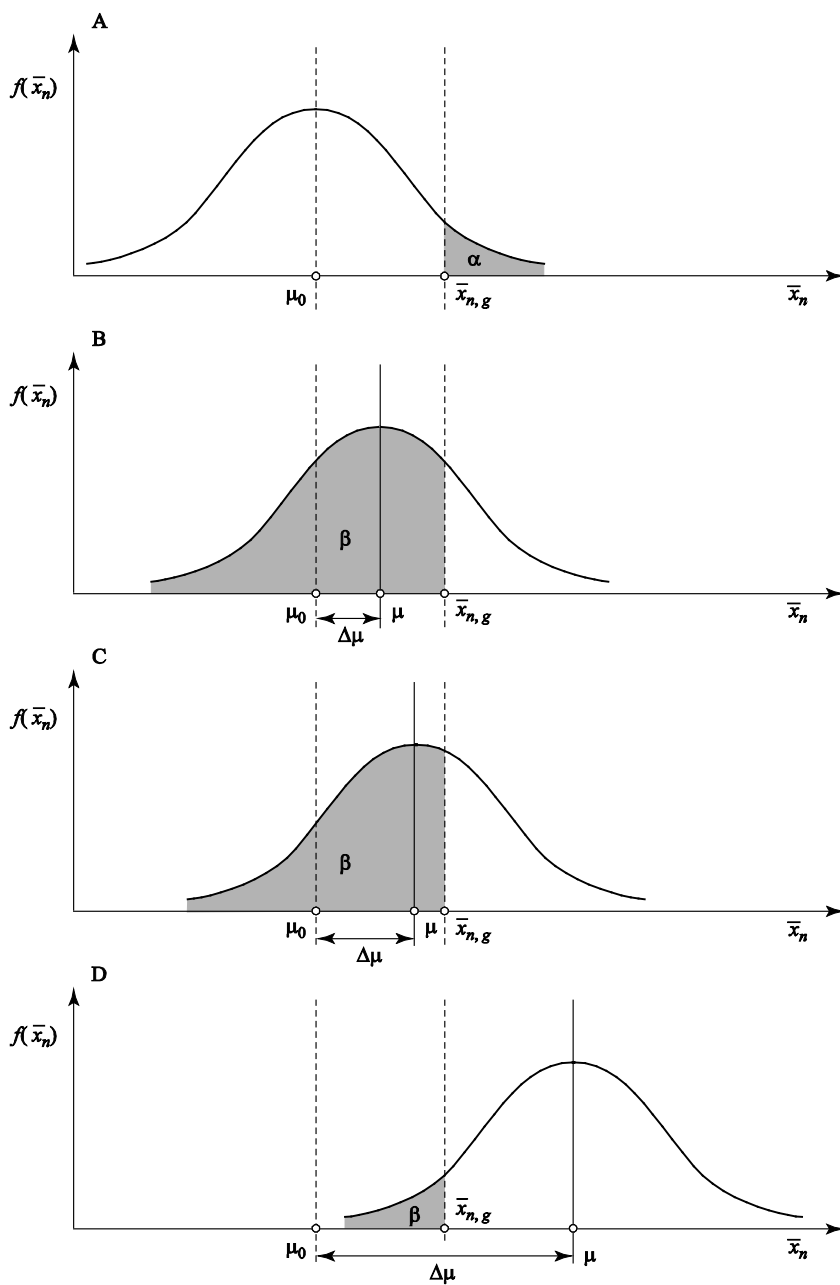 A
f(x̄ₙ)
α
μ₀ x̄ₙ,g x̄ₙ
B
f(x̄ₙ)
β
μ₀ μ x̄ₙ,g x̄ₙ
Δμ
C
f(x̄ₙ)
β
μ₀ μ x̄ₙ,g x̄ₙ
Δμ
D
f(x̄ₙ)
β x̄ₙ,g
μ₀ μ x̄ₙ
Δμ